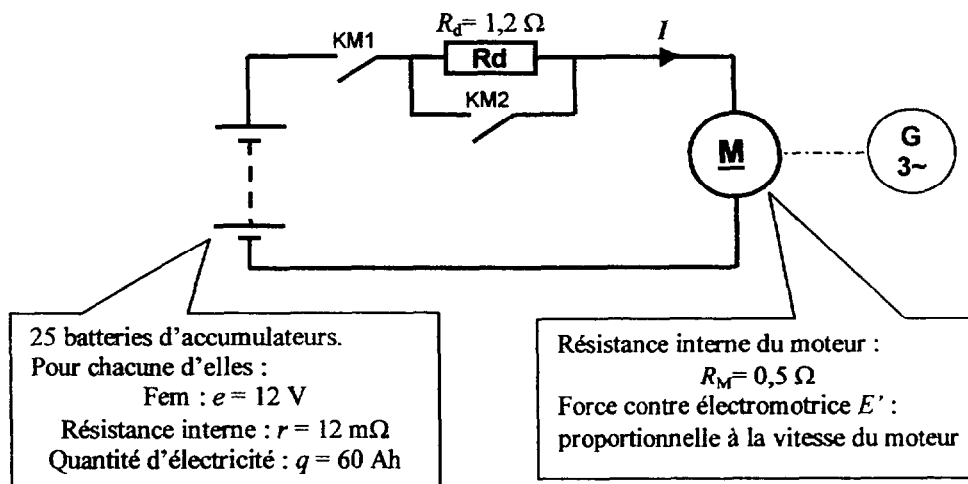 R_d= 1,2 Ω
I
KM1
Rd
KM2
M
G
3~
25 batteries d'accumulateurs.
Pour chacune d'elles :
Fem : e = 12 V
Résistance interne : r = 12 mΩ
Quantité d'électricité : q = 60 Ah
Résistance interne du moteur :
R_M= 0,5 Ω
Force contre électromotrice E' :
proportionnelle à la vitesse du moteur